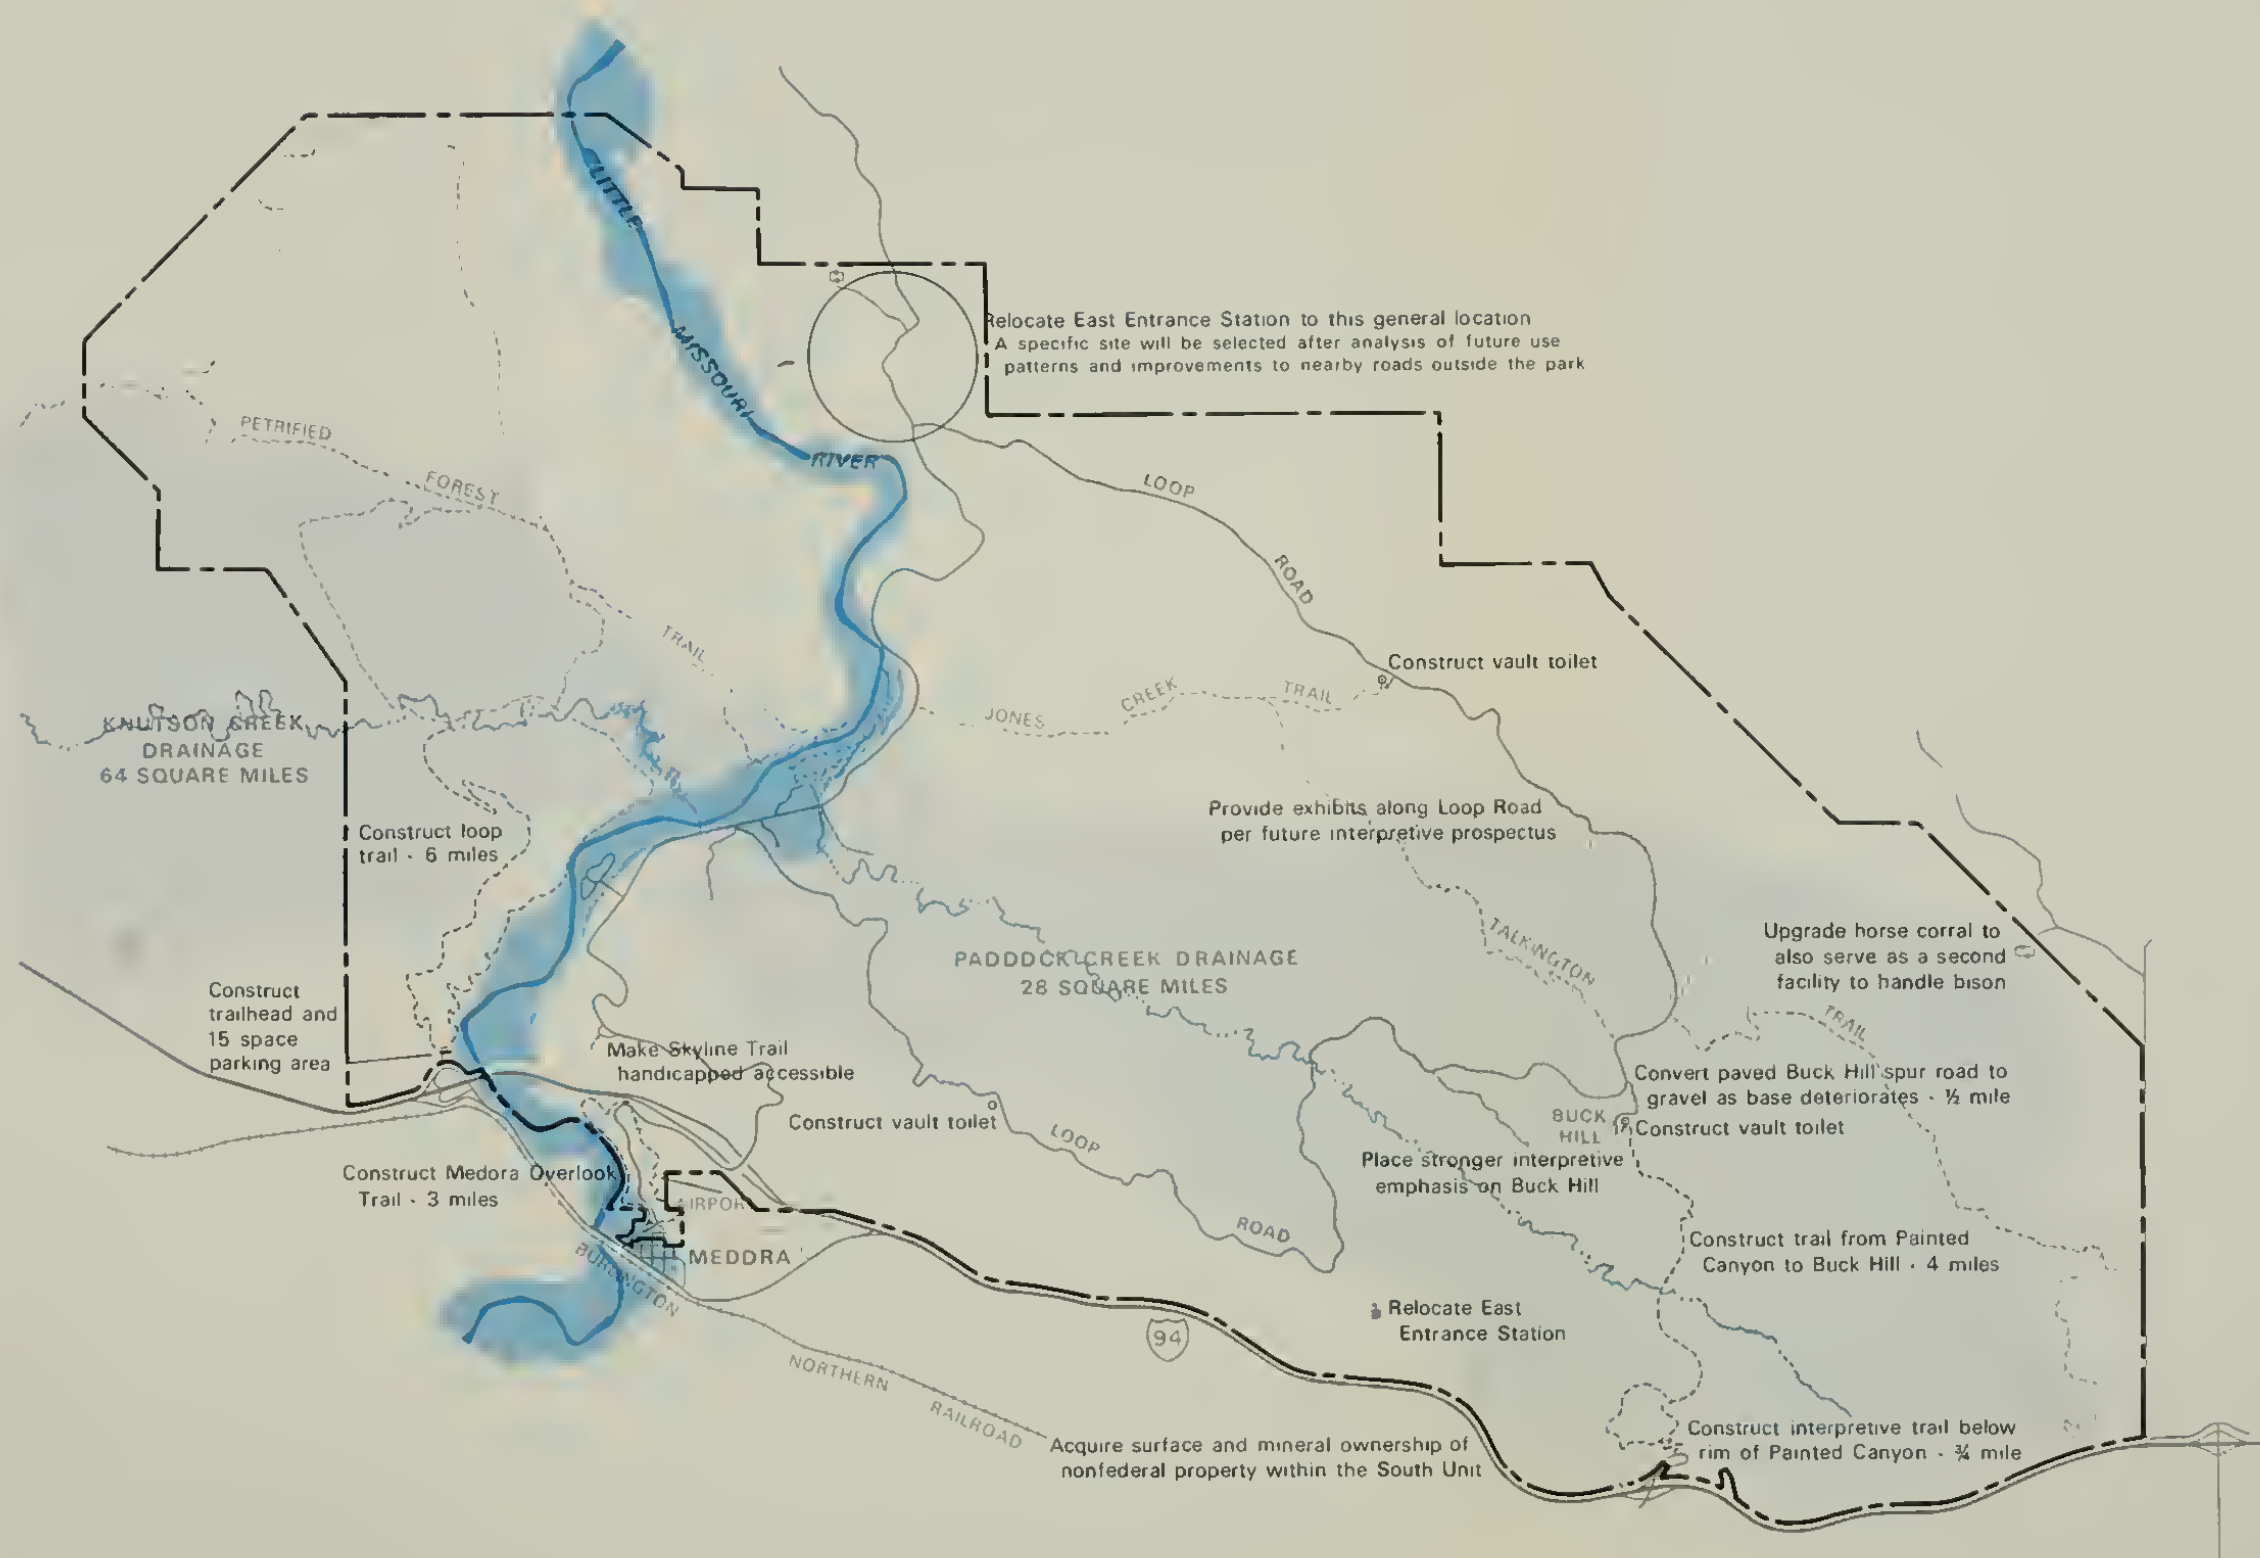 LITTLE
MISSOURI
RIVER
Relocate East Entrance Station to this general location
A specific site will be selected after analysis of future use
patterns and improvements to nearby roads outside the park
PETRIFIED
FOREST
TRAIL
LOOP
ROAD
Construct vault toilet
JONES
CREEK
TRAIL
KNUTSON CREEK
DRAINAGE
64 SQUARE MILES
Provide exhibits along Loop Road
per future interpretive prospectus
Construct loop
trail - 6 miles
TALKINGTON
TRAIL
Upgrade horse corral to
also serve as a second
facility to handle bison
PADDDCK CREEK DRAINAGE
28 SQUARE MILES
Construct
trailhead and
15 space
parking area
Make Skyline Trail
handicapped accessible
Construct vault toilet
Convert paved Buck Hill spur road to
gravel as base deteriorates - ½ mile
BUCK
HILL
Construct vault toilet
LOOP
ROAD
Place stronger interpretive
emphasis on Buck Hill
Construct Medora Overlook
Trail - 3 miles
AIRPOR
MEDDRA
Construct trail from Painted
Canyon to Buck Hill - 4 miles
BURLINGTON
NORTHERN
RAILROAD
94
Relocate East
Entrance Station
Construct interpretive trail below
rim of Painted Canyon - ¾ mile
Acquire surface and mineral ownership of
nonfederal property within the South Unit